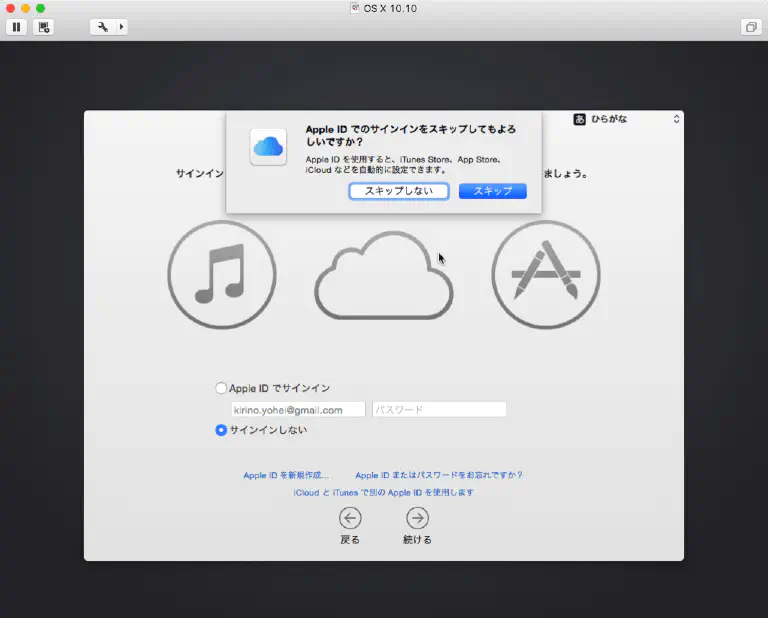 OS X 10.10
あ ひらがな
Apple ID でのサインインをスキップしてもよろ
しいですか？
Apple ID を使用すると、iTunes Store、App Store、
iCloud などを自動的に設定できます。
スキップしない スキップ
サインイン ましょう。
Apple ID でサインイン
kirino.yohei@gmail.com パスワード
サインインしない
Apple ID を新規作成... Apple ID またはパスワードをお忘れですか？
iCloud と iTunes で別の Apple ID を使用します
戻る 続ける